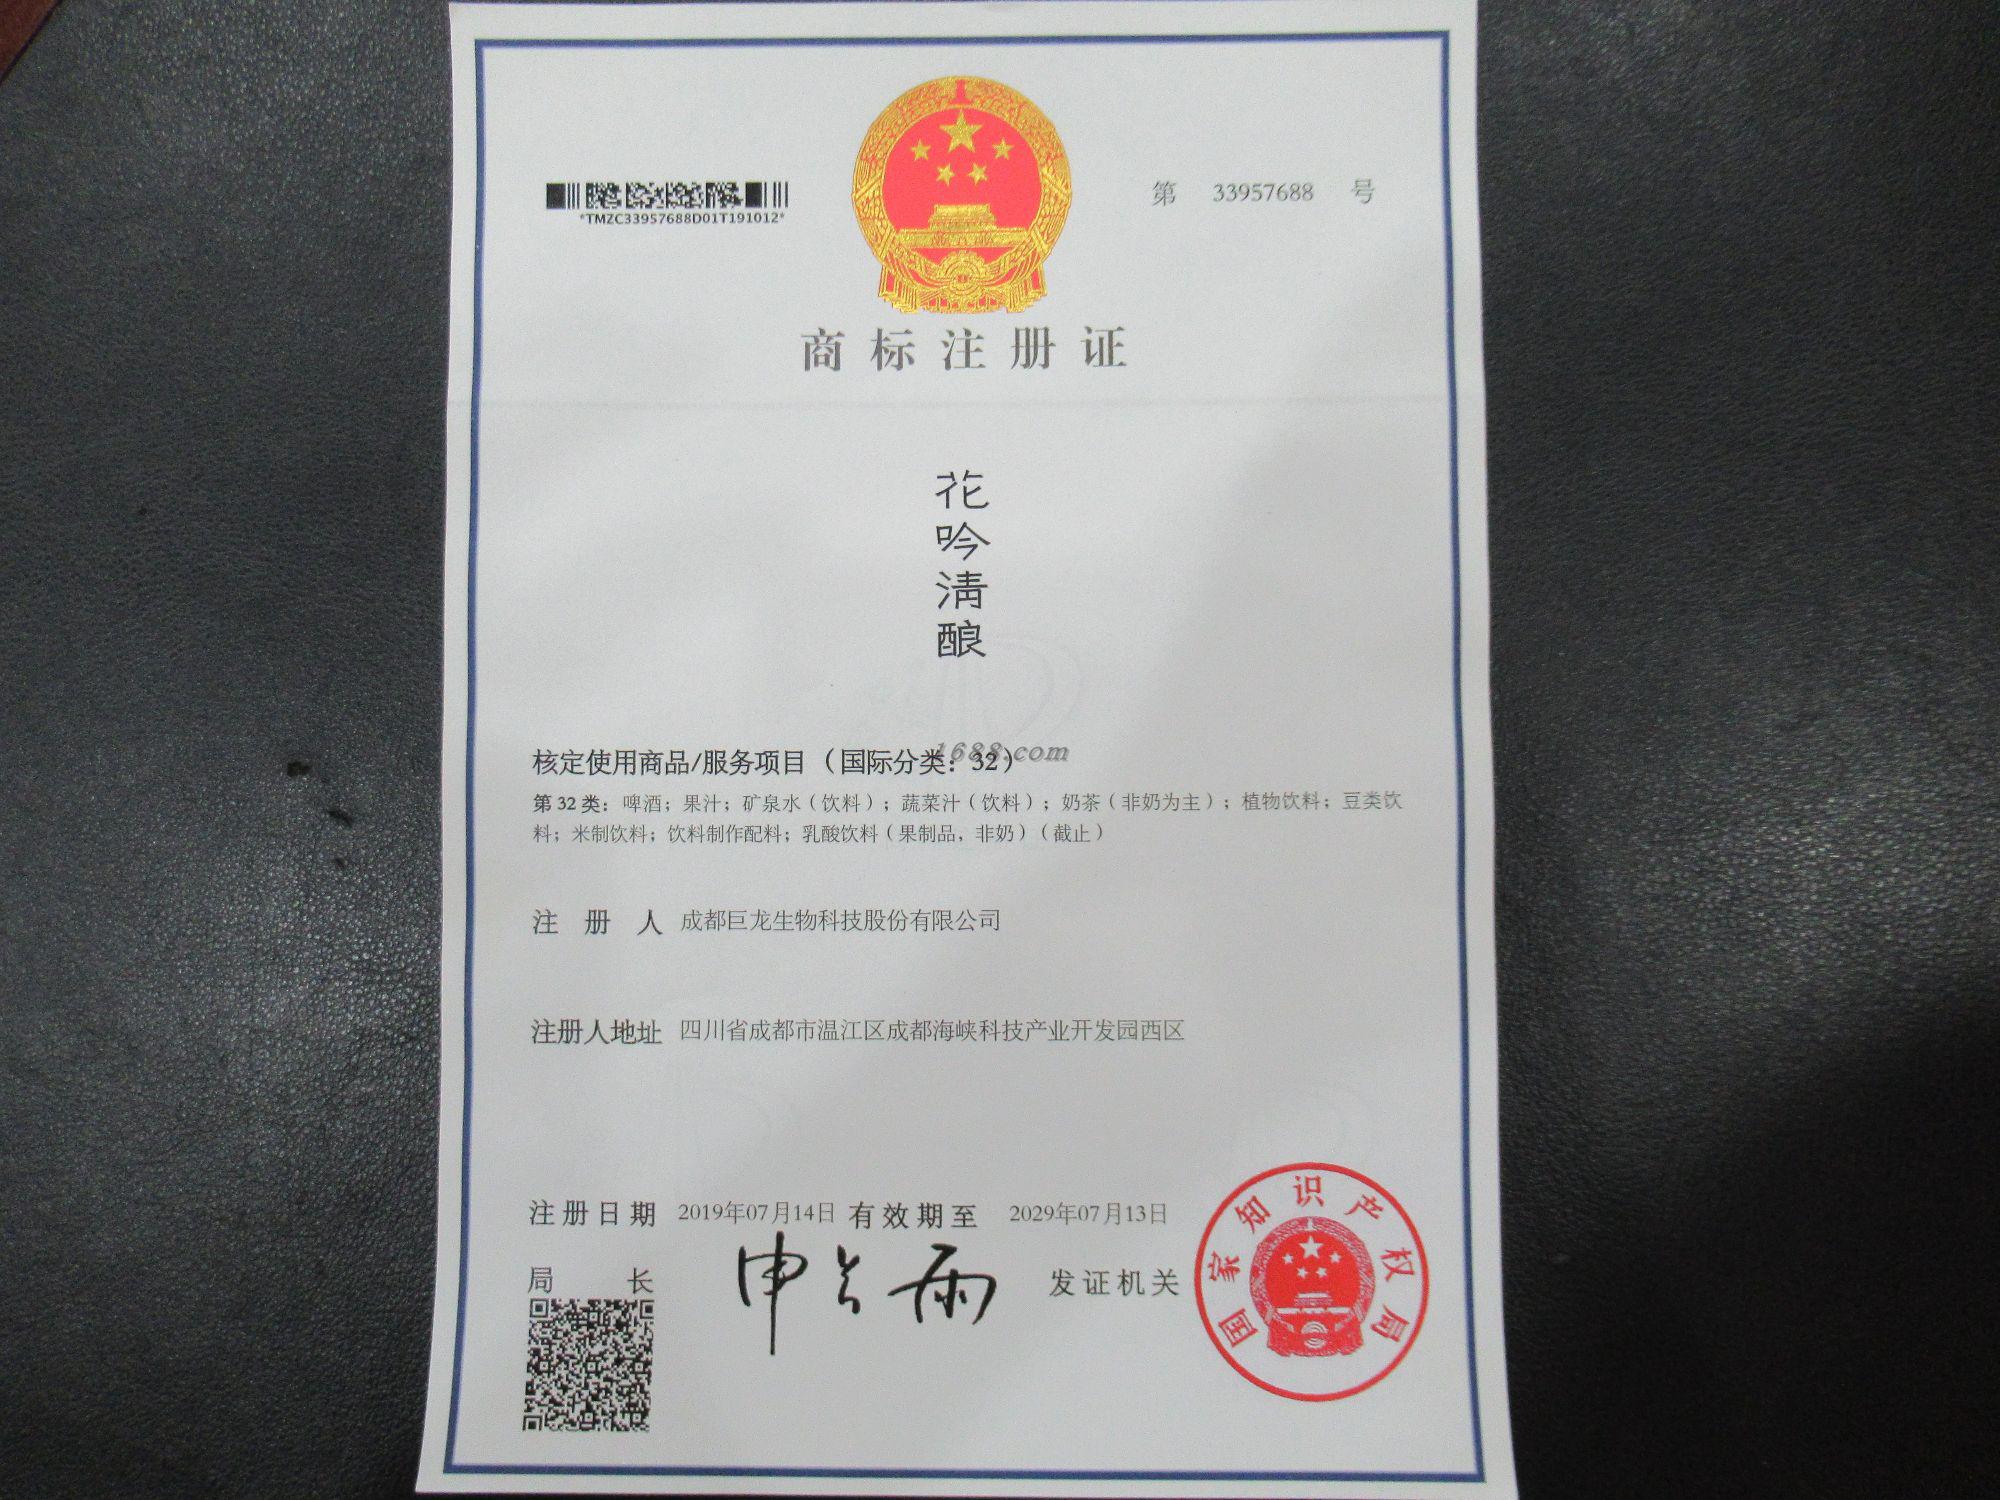 *TMZC33957688D01T191012*
第 33957688 号
商标注册证
花
吟
清
酿
1688.com
核定使用商品/服务项目（国际分类：32）
第 32 类：啤酒；果汁；矿泉水（饮料）；蔬菜汁（饮料）；奶茶（非奶为主）；植物饮料；豆类饮
料；米制饮料；饮料制作配料；乳酸饮料（果制品，非奶）（截止）
注 册 人 成都巨龙生物科技股份有限公司
注册人地址 四川省成都市温江区成都海峡科技产业开发园西区
注册日期 2019年07月14日 有效期至 2029年07月13日
局 长 申长雨 发证机关
国家知识产权局